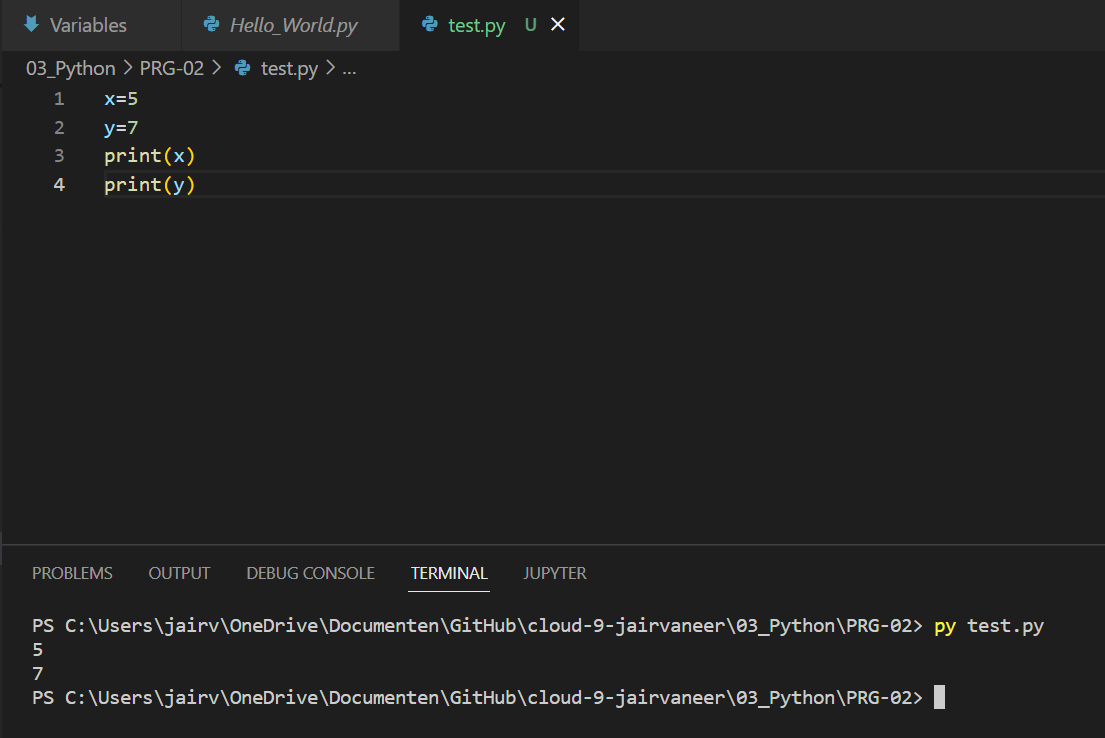 Variables Hello_World.py test.py U
03_Python > PRG-02 > test.py > ...
1 x=5
2 y=7
3 print(x)
4 print(y)
PROBLEMS OUTPUT DEBUG CONSOLE TERMINAL JUPYTER
PS C:\Users\jairv\OneDrive\Documenten\GitHub\cloud-9-jairvaneer\03_Python\PRG-02> py test.py
5
7
PS C:\Users\jairv\OneDrive\Documenten\GitHub\cloud-9-jairvaneer\03_Python\PRG-02>